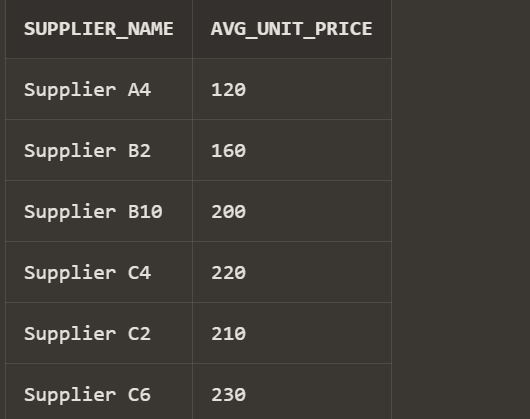 SUPPLIER_NAME AVG_UNIT_PRICE
Supplier A4 120
Supplier B2 160
Supplier B10 200
Supplier C4 220
Supplier C2 210
Supplier C6 230